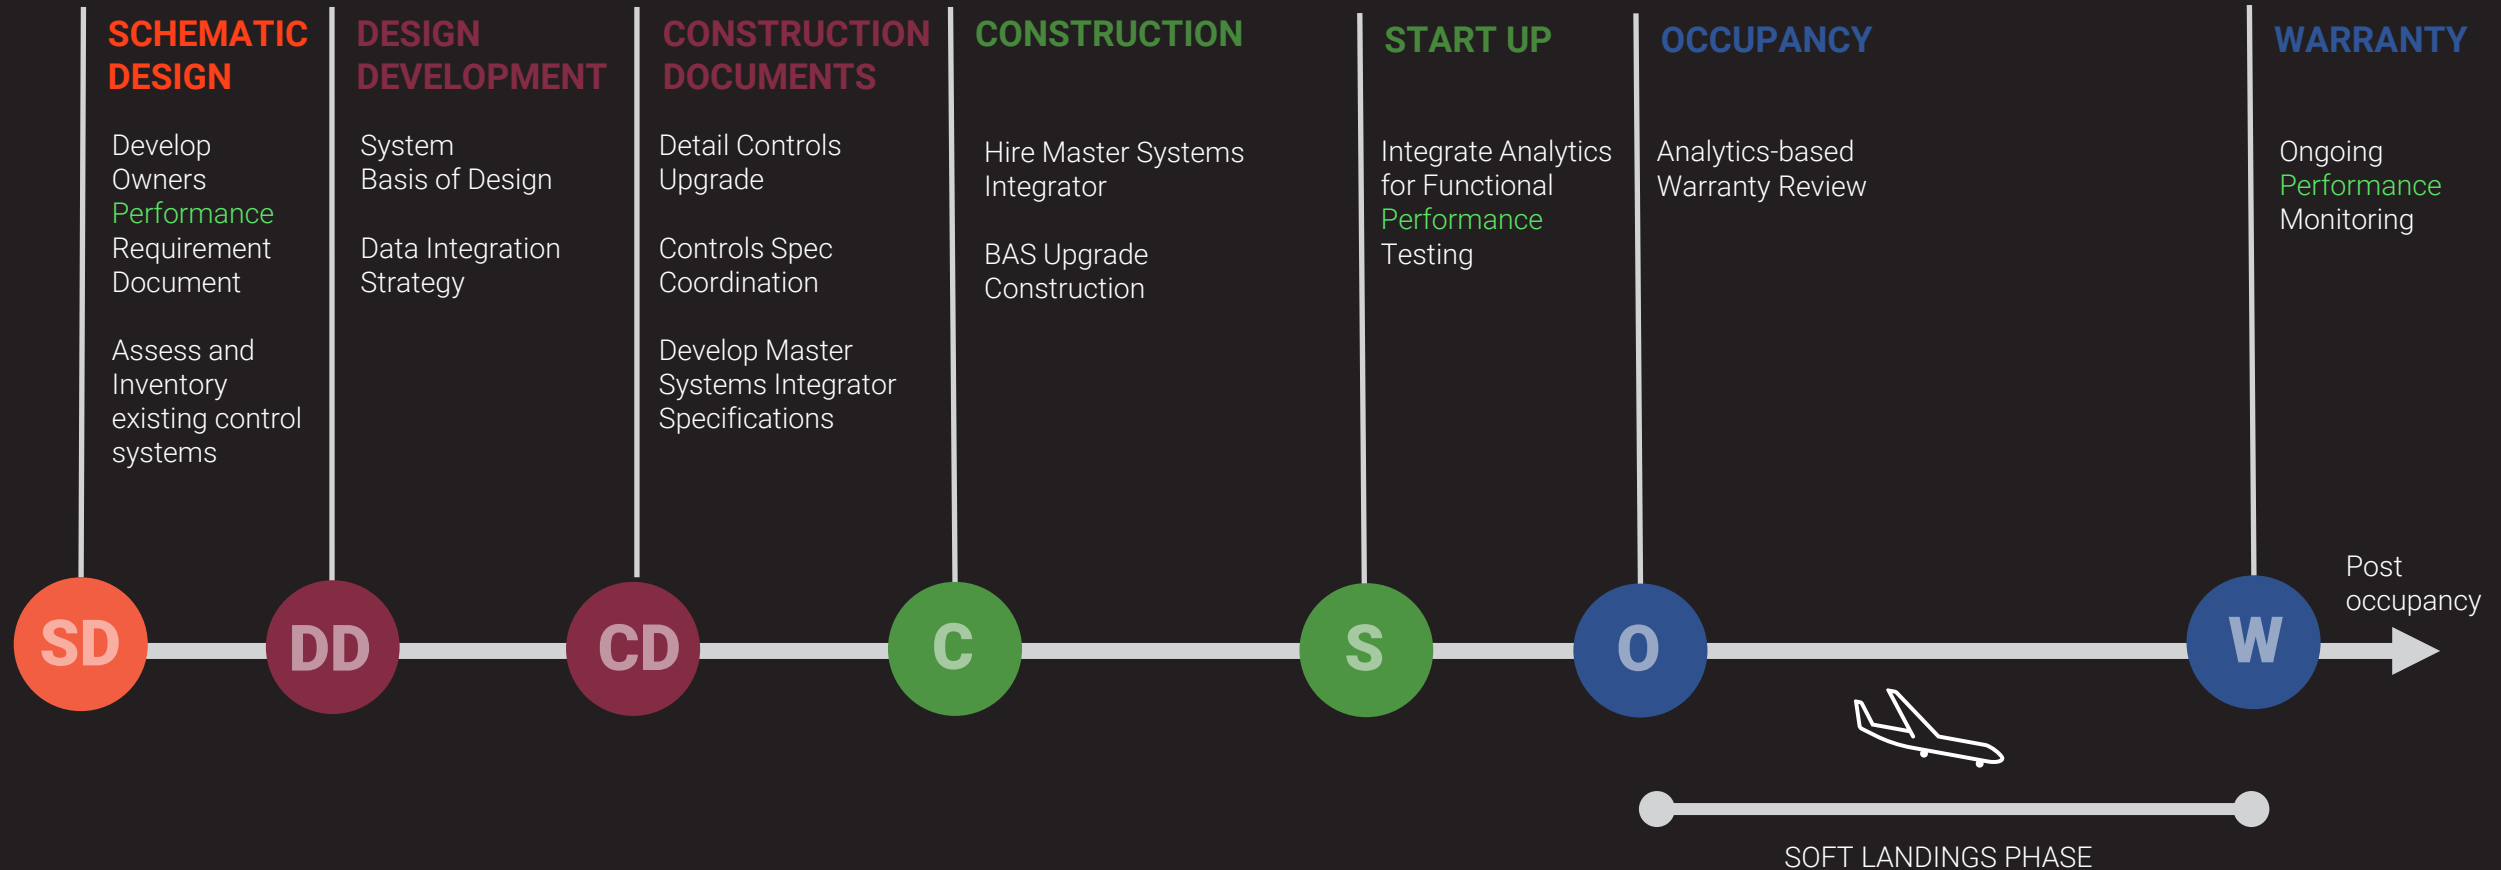 SCHEMATIC
DESIGN
Develop
Owners
Performance
Requirement
Document
Assess and
Inventory
existing control
systems
DESIGN
DEVELOPMENT
System
Basis of Design
Data Integration
Strategy
CONSTRUCTION
DOCUMENTS
Detail Controls
Upgrade
Controls Spec
Coordination
Develop Master
Systems Integrator
Specifications
CONSTRUCTION
Hire Master Systems
Integrator
BAS Upgrade
Construction
START UP
Integrate Analytics
for Functional
Performance
Testing
OCCUPANCY
Analytics-based
Warranty Review
WARRANTY
Ongoing
Performance
Monitoring
Post
occupancy
SD
DD
CD
C
S
O
W
SOFT LANDINGS PHASE